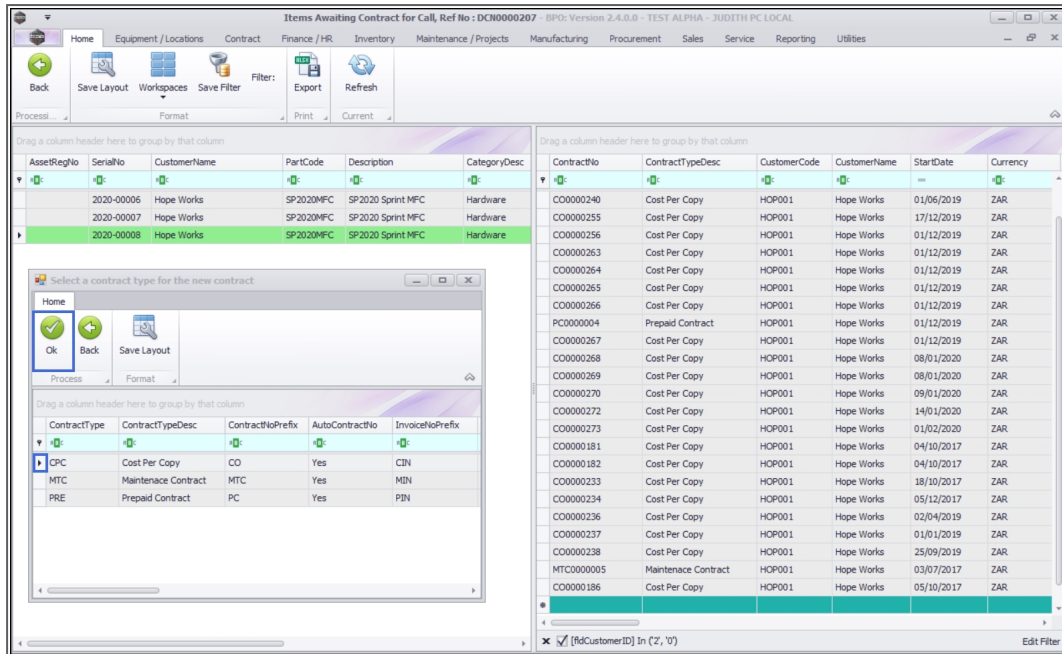 Items Awaiting Contract for Call, Ref No : DCN0000207 - BPO: Version 2.4.0.0 - TEST ALPHA - JUDITH PC LOCAL
Home Equipment / Locations Contract Finance / HR Inventory Maintenance / Projects Manufacturing Procurement Sales Service Reporting Utilities
Back Save Layout Workspaces Save Filter Filter: Export Refresh
Processi... Format Print Current
Drag a column header here to group by that column
AssetRegNo SerialNo CustomerName PartCode Description CategoryDesc
2020-00006 Hope Works SP2020MFC SP2020 Sprint MFC Hardware
2020-00007 Hope Works SP2020MFC SP2020 Sprint MFC Hardware
2020-00008 Hope Works SP2020MFC SP2020 Sprint MFC Hardware
Select a contract type for the new contract
Home
Ok Back Save Layout
Process Format
Drag a column header here to group by that column
ContractType ContractTypeDesc ContractNoPrefix AutoContractNo InvoiceNoPrefix
CPC Cost Per Copy CO Yes CIN
MTC Maintenace Contract MTC Yes MIN
PRE Prepaid Contract PC Yes PIN
Drag a column header here to group by that column
ContractNo ContractTypeDesc CustomerCode CustomerName StartDate Currency
CO0000240 Cost Per Copy HOP001 Hope Works 01/06/2019 ZAR
CO0000255 Cost Per Copy HOP001 Hope Works 17/12/2019 ZAR
CO0000256 Cost Per Copy HOP001 Hope Works 01/12/2019 ZAR
CO0000263 Cost Per Copy HOP001 Hope Works 01/12/2019 ZAR
CO0000264 Cost Per Copy HOP001 Hope Works 01/12/2019 ZAR
CO0000265 Cost Per Copy HOP001 Hope Works 01/12/2019 ZAR
CO0000266 Cost Per Copy HOP001 Hope Works 01/12/2019 ZAR
PC0000004 Prepaid Contract HOP001 Hope Works 01/12/2019 ZAR
CO0000267 Cost Per Copy HOP001 Hope Works 01/12/2019 ZAR
CO0000268 Cost Per Copy HOP001 Hope Works 08/01/2020 ZAR
CO0000269 Cost Per Copy HOP001 Hope Works 08/01/2020 ZAR
CO0000270 Cost Per Copy HOP001 Hope Works 09/01/2020 ZAR
CO0000272 Cost Per Copy HOP001 Hope Works 14/01/2020 ZAR
CO0000273 Cost Per Copy HOP001 Hope Works 01/02/2020 ZAR
CO0000181 Cost Per Copy HOP001 Hope Works 04/10/2017 ZAR
CO0000182 Cost Per Copy HOP001 Hope Works 04/10/2017 ZAR
CO0000233 Cost Per Copy HOP001 Hope Works 18/10/2017 ZAR
CO0000234 Cost Per Copy HOP001 Hope Works 05/12/2017 ZAR
CO0000236 Cost Per Copy HOP001 Hope Works 02/04/2019 ZAR
CO0000237 Cost Per Copy HOP001 Hope Works 01/01/2019 ZAR
CO0000238 Cost Per Copy HOP001 Hope Works 25/09/2019 ZAR
MTC0000005 Maintenace Contract HOP001 Hope Works 03/07/2017 ZAR
CO0000186 Cost Per Copy HOP001 Hope Works 05/10/2017 ZAR
[fldCustomerID] In ('2', '0') Edit Filter